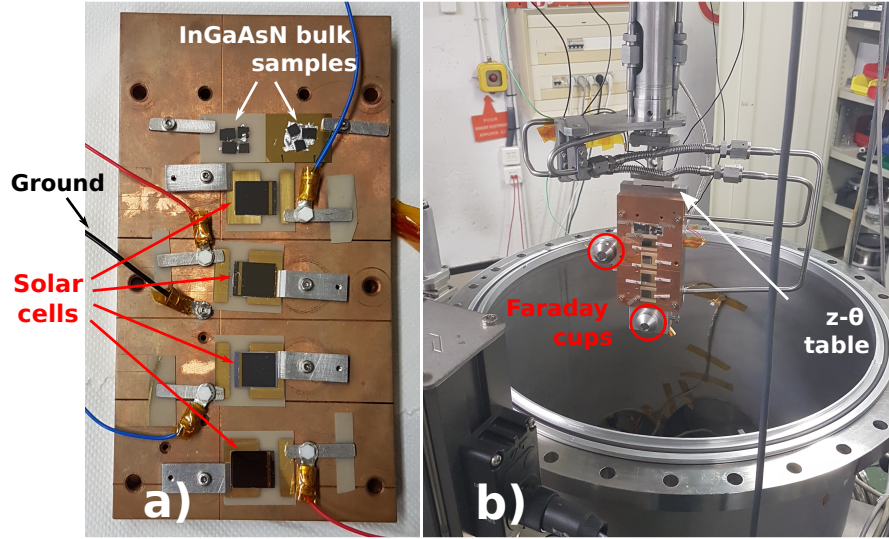 InGaAsN bulk
samples
Ground
Solar
cells
a)
Faraday
cups
z-θ
table
b)